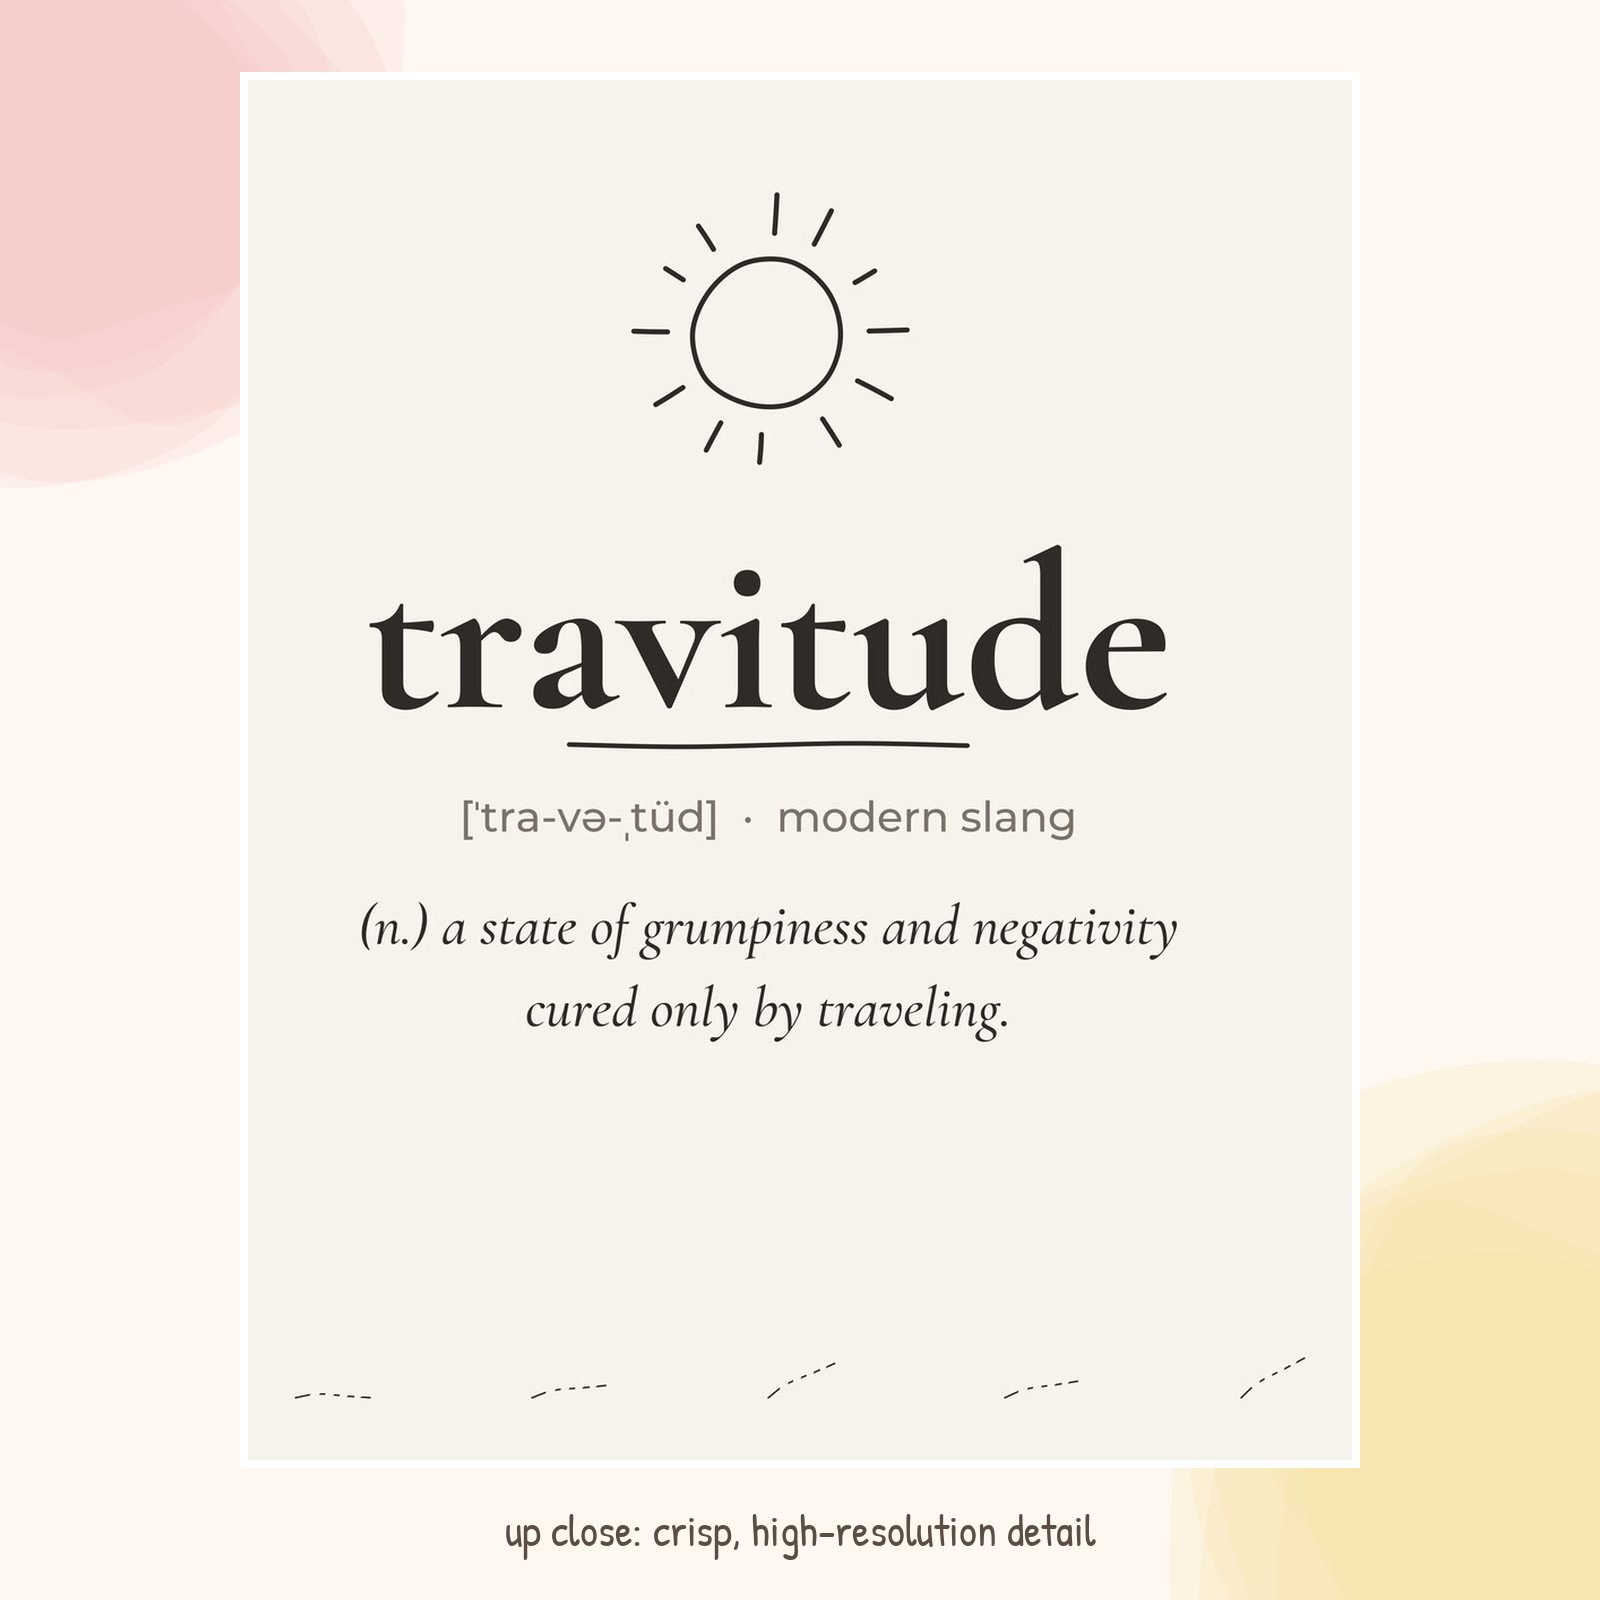 travitude
[ˈtra-və-ˌtüd] · modern slang
(n.) a state of grumpiness and negativity
cured only by traveling.
up close: crisp, high-resolution detail